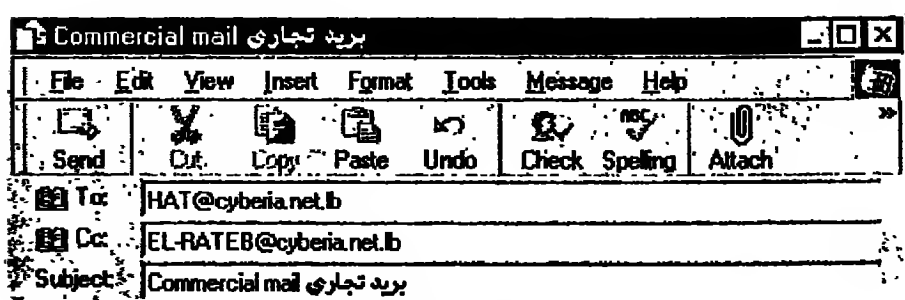 Commercial mail بريد تجاري
File Edit View Insert Format Tools Message Help
Send Cut Copy Paste Undo Check Spelling Attach
To: HAT@cyberia.net.lb
Cc: EL-RATEB@cyberia.net.lb
Subject: Commercial mail بريد تجاري